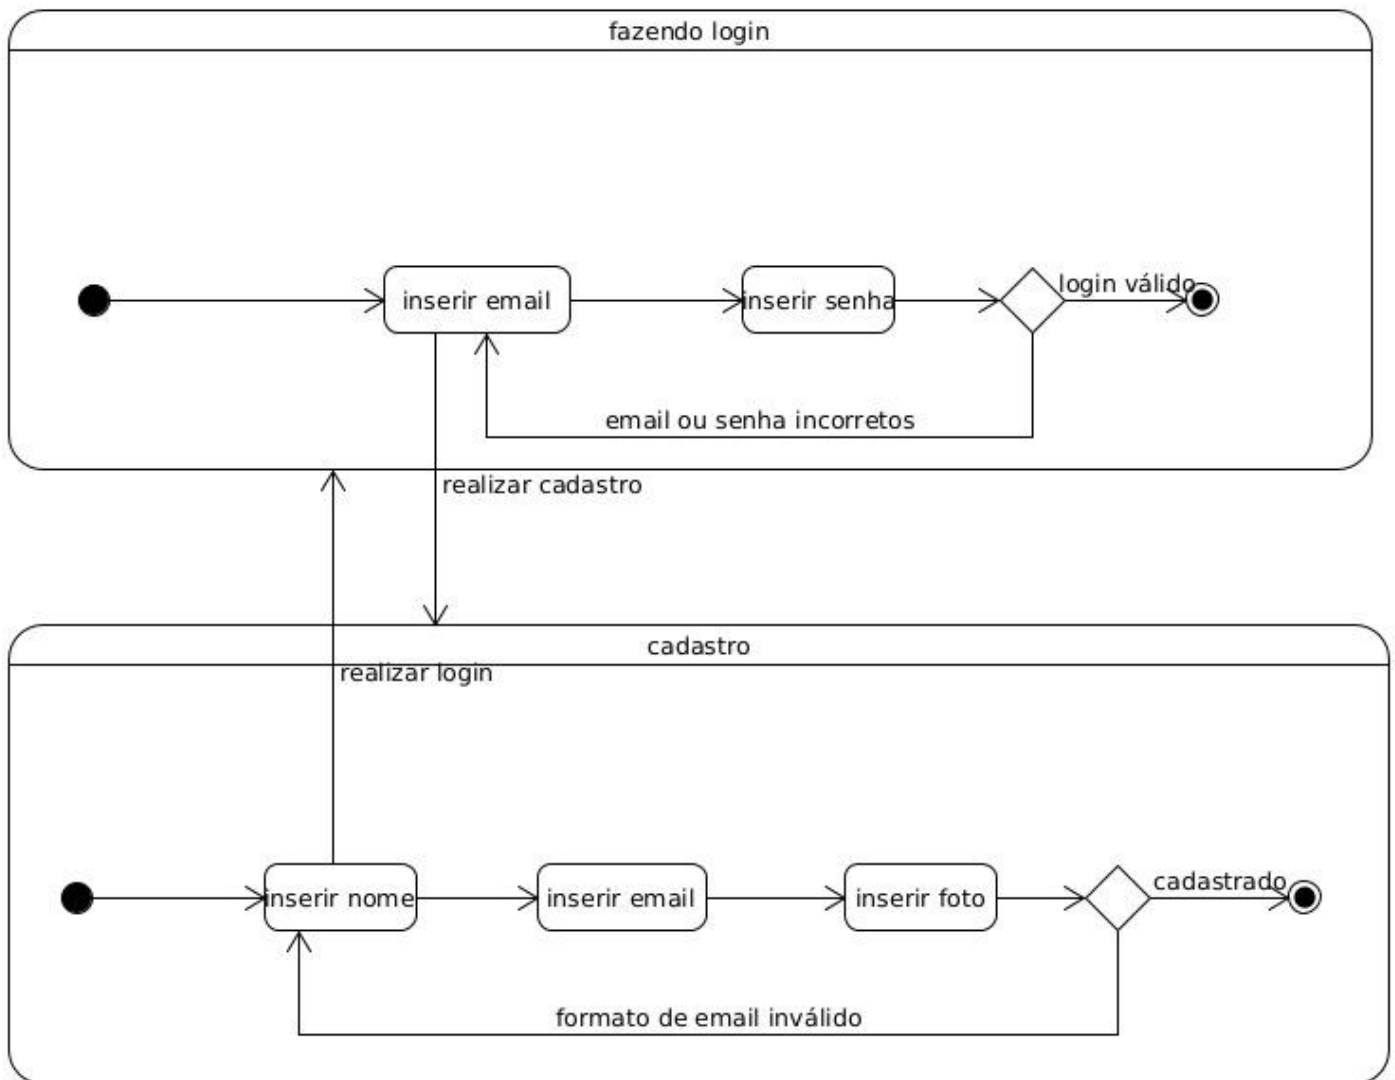 fazendo login
login válido
inserir email
inserir senha
email ou senha incorretos
realizar cadastro
cadastro
realizar login
cadastrado
inserir nome
inserir email
inserir foto
formato de email inválido